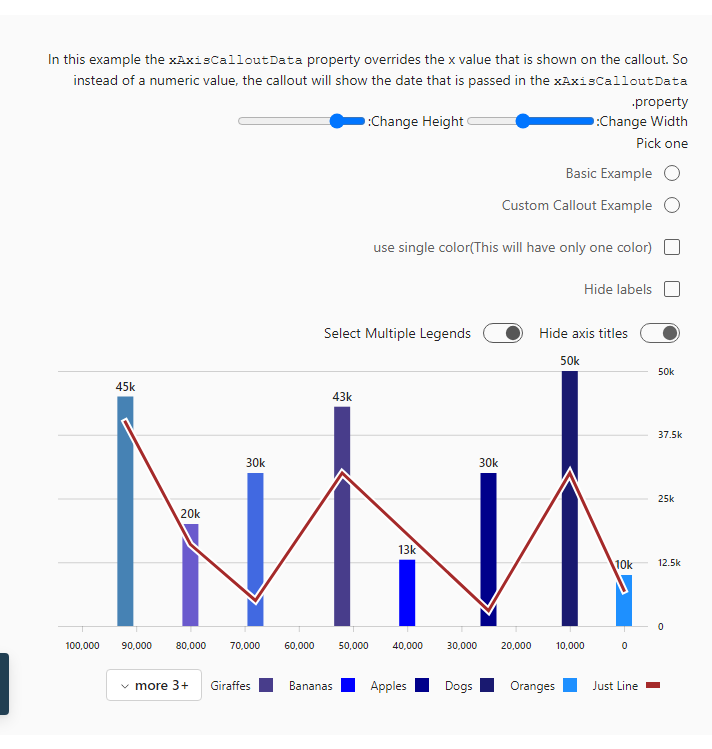 In this example the xAxisCalloutData property overrides the x value that is shown on the callout. So
instead of a numeric value, the callout will show the date that is passed in the xAxisCalloutData
.property
:Change Height :Change Width
Pick one
Basic Example
Custom Callout Example
use single color(This will have only one color)
Hide labels
Select Multiple Legends Hide axis titles
50k
50k
45k
43k
37.5k
30k 30k
25k
20k
13k
12.5k
10k
0
100,000 90,000 80,000 70,000 60,000 50,000 40,000 30,000 20,000 10,000 0
more 3+ Giraffes Bananas Apples Dogs Oranges Just Line